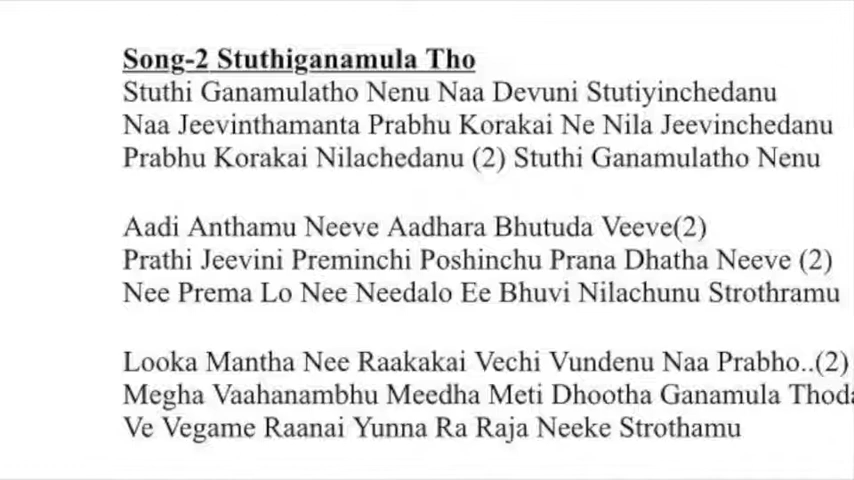 Song-2 Stuthiganamula Tho
Stuthi Ganamulatho Nenu Naa Devuni Stutiyinchedanu
Naa Jeevinthamanta Prabhu Korakai Ne Nila Jeevinchedanu
Prabhu Korakai Nilachedanu (2) Stuthi Ganamulatho Nenu
Aadi Anthamu Neeve Aadhara Bhutuda Veeve(2)
Prathi Jeevini Preminchi Poshinchu Prana Dhatha Neeve (2)
Nee Prema Lo Nee Needalo Ee Bhuvi Nilachunu Strothramu
Looka Mantha Nee Raakakai Vechi Vundenu Naa Prabho..(2)
Megha Vaahanambhu Meedha Meti Dhootha Ganamula
Ve Vegame Raanai Yunna Ra Raja Neeke Strothamu